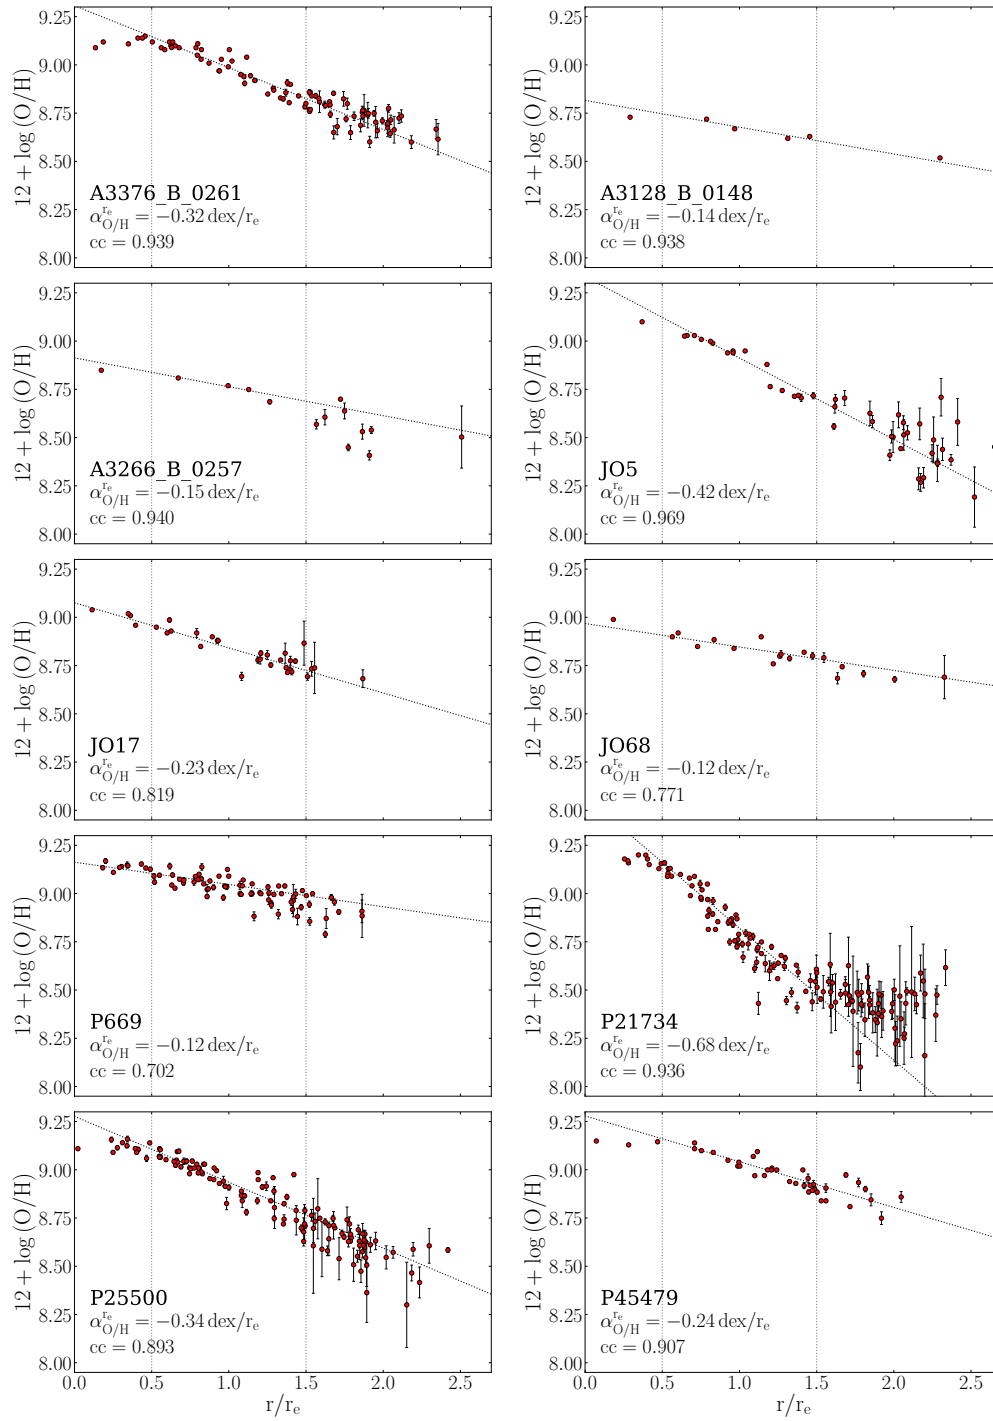 9.25
9.00
8.75
8.50
8.25
8.00
12 + log (O/H)
A3376_B_0261
α_{O/H}^{r_e} = −0.32 dex/r_e
cc = 0.939
12 + log (O/H)
9.25
9.00
8.75
8.50
8.25
8.00
A3128_B_0148
α_{O/H}^{r_e} = −0.14 dex/r_e
cc = 0.938
12 + log (O/H)
9.25
9.00
8.75
8.50
8.25
8.00
A3266_B_0257
α_{O/H}^{r_e} = −0.15 dex/r_e
cc = 0.940
12 + log (O/H)
9.25
9.00
8.75
8.50
8.25
8.00
JO5
α_{O/H}^{r_e} = −0.42 dex/r_e
cc = 0.969
12 + log (O/H)
9.25
9.00
8.75
8.50
8.25
8.00
JO17
α_{O/H}^{r_e} = −0.23 dex/r_e
cc = 0.819
12 + log (O/H)
9.25
9.00
8.75
8.50
8.25
8.00
JO68
α_{O/H}^{r_e} = −0.12 dex/r_e
cc = 0.771
12 + log (O/H)
9.25
9.00
8.75
8.50
8.25
8.00
P669
α_{O/H}^{r_e} = −0.12 dex/r_e
cc = 0.702
12 + log (O/H)
9.25
9.00
8.75
8.50
8.25
8.00
P21734
α_{O/H}^{r_e} = −0.68 dex/r_e
cc = 0.936
12 + log (O/H)
9.25
9.00
8.75
8.50
8.25
8.00
P25500
α_{O/H}^{r_e} = −0.34 dex/r_e
cc = 0.893
0.0 0.5 1.0 1.5 2.0 2.5
r/r_e
12 + log (O/H)
9.25
9.00
8.75
8.50
8.25
8.00
P45479
α_{O/H}^{r_e} = −0.24 dex/r_e
cc = 0.907
0.0 0.5 1.0 1.5 2.0 2.5
r/r_e